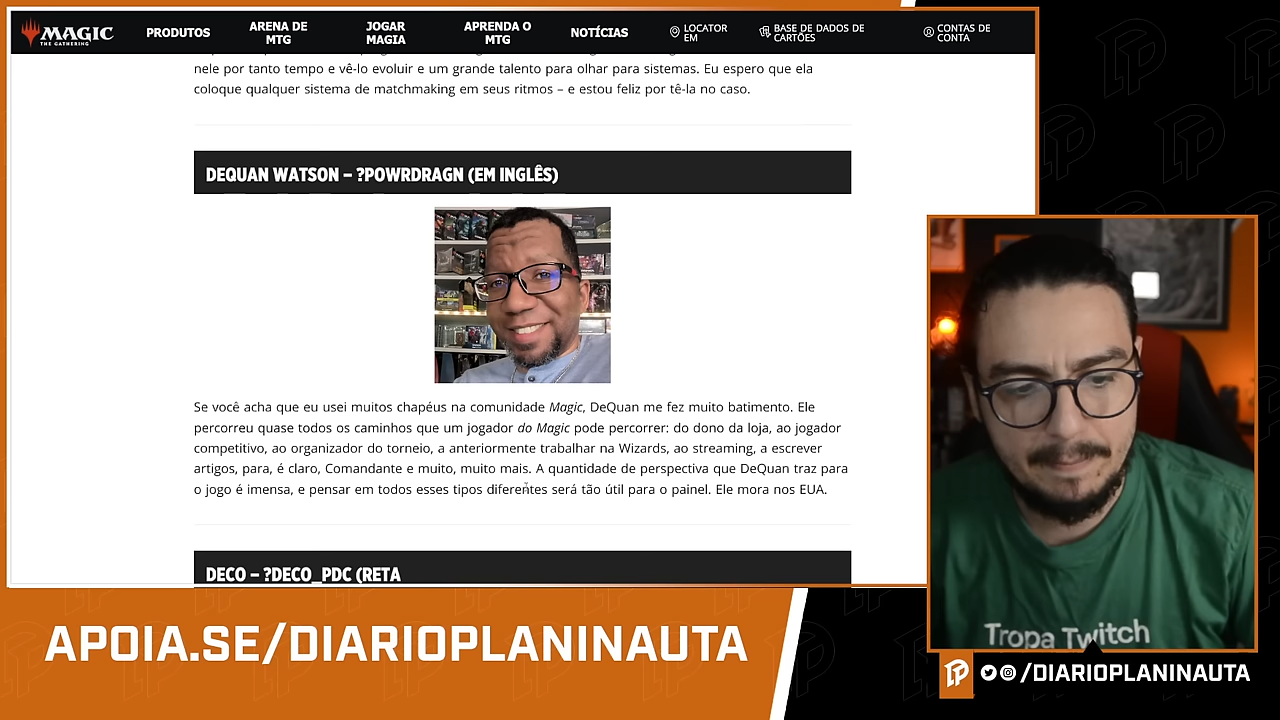 MAGIC
THE GATHERING
PRODUTOS
ARENA DE
MTG
JOGAR
MAGIA
APRENDA O
MTG
NOTÍCIAS
LOCATOR
EM
BASE DE DADOS DE
CARTÕES
CONTAS DE
CONTA
nele por tanto tempo e vê-lo evoluir e um grande talento para olhar para sistemas. Eu espero que ela
coloque qualquer sistema de matchmaking em seus ritmos – e estou feliz por tê-la no caso.
DEQUAN WATSON – ?POWRDRAGN (EM INGLÊS)
Se você acha que eu usei muitos chapéus na comunidade Magic, DeQuan me fez muito batimento. Ele
percorreu quase todos os caminhos que um jogador do Magic pode percorrer: do dono da loja, ao jogador
competitivo, ao organizador do torneio, a anteriormente trabalhar na Wizards, ao streaming, a escrever
artigos, para, é claro, Comandante e muito, muito mais. A quantidade de perspectiva que DeQuan traz para
o jogo é imensa, e pensar em todos esses tipos diferentes será tão útil para o painel. Ele mora nos EUA.
DECO – ?DECO_PDC (RETA
Tropa Twitch
APOIA.SE/DIARIOPLANINAUTA
/DIARIOPLANINAUTA